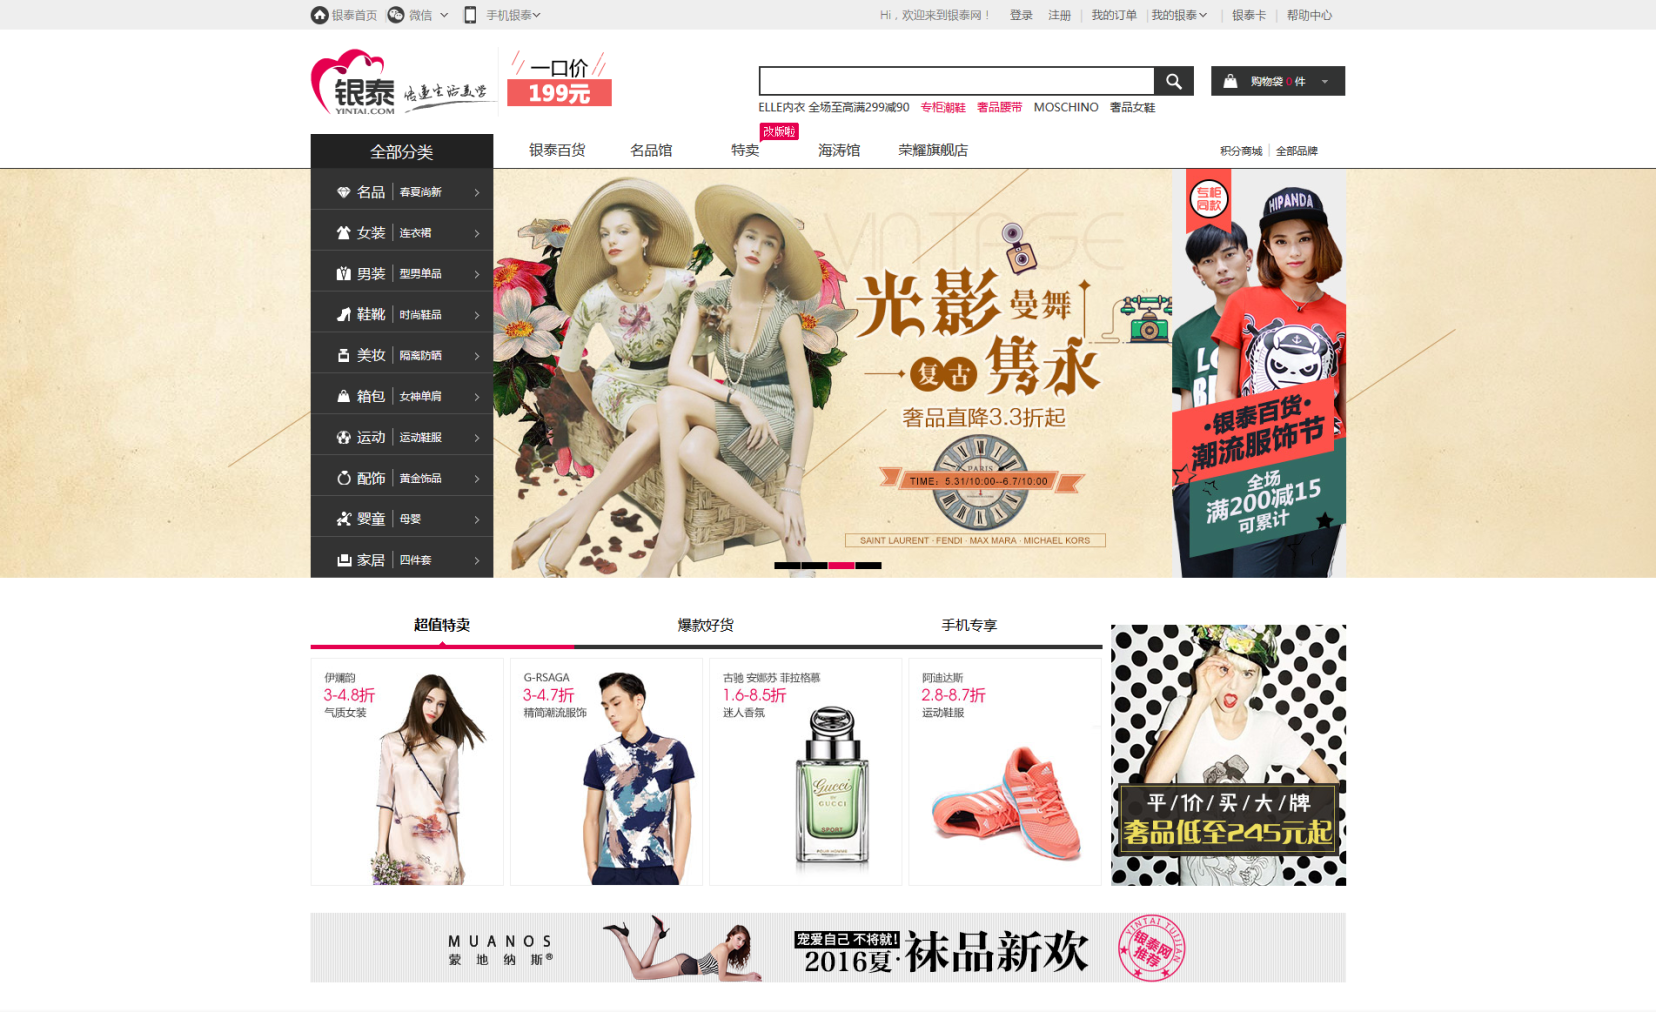 银泰首页 微信 手机银泰
Hi，欢迎来到银泰网！ 登录 注册 我的订单 我的银泰 银泰卡 帮助中心
银泰
YINTAI.COM
一口价
199元
购物袋 0 件
ELLE内衣 全场至高满299减90 专柜潮鞋 奢品腰带 MOSCHINO 奢品女鞋
改版啦
全部分类 银泰百货 名品馆 特卖 海涛馆 荣耀旗舰店 积分商城 全部品牌
名品 春夏尚新
女装 连衣裙
男装 型男单品
鞋靴 时尚鞋品
美妆 隔离防晒
箱包 女神单肩
运动 运动鞋服
配饰 黄金饰品
婴童 母婴
家居 四件套
VINTAGE
光影 曼舞
复古 隽永
奢品直降3.3折起
PARIS
TIME：5.31/10:00--6.7/10:00
SAINT LAURENT · FENDI · MAX MARA · MICHAEL KORS
专柜
同款
HIPANDA
·银泰百货·
潮流服饰节
全场
满200减15
可累计
超值特卖 爆款好货 手机专享
伊斓韵
3-4.8折
气质女装
G-RSAGA
3-4.7折
精简潮流服饰
古驰 安娜苏 菲拉格慕
1.6-8.5折
迷人香氛
Gucci
BY
GUCCI
SPORT
POUR HOMME
阿迪达斯
2.8-8.7折
运动鞋服
平/价/买/大/牌
奢品低至245元起
MUANOS
蒙地纳斯®
宠爱自己 不将就!
2016夏·袜品新欢
YINTAI TUIJIAN
银泰网
推荐